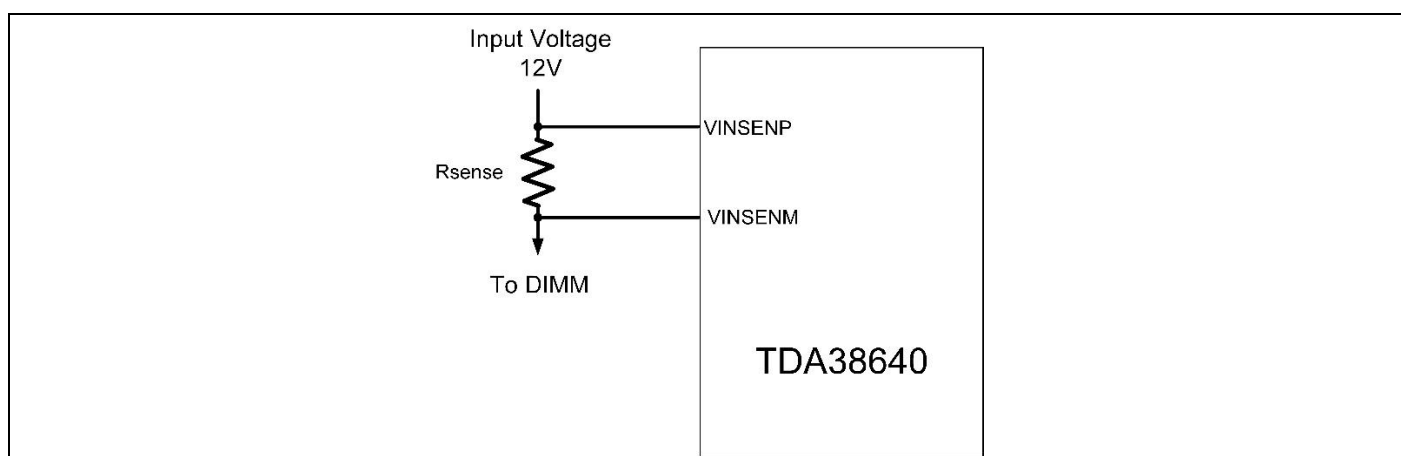 Input Voltage
12V
VINSENP
Rsense
VINSENM
To DIMM
TDA38640